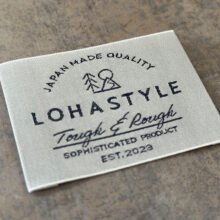 JAPAN MADE QUALITY
LOHASTYLE
Tough & Rough
SOPHISTICATED PRODUCT
EST. 2023